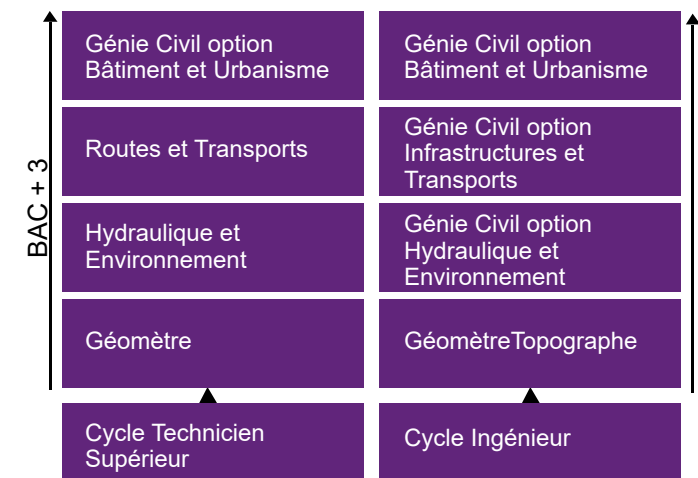 Génie Civil option
Bâtiment et Urbanisme
Génie Civil option
Bâtiment et Urbanisme
Routes et Transports
Génie Civil option
Infrastructures et
Transports
BAC + 3
Hydraulique et
Environnement
Génie Civil option
Hydraulique et
Environnement
Géomètre
GéomètreTopographe
Cycle Technicien
Supérieur
Cycle Ingénieur